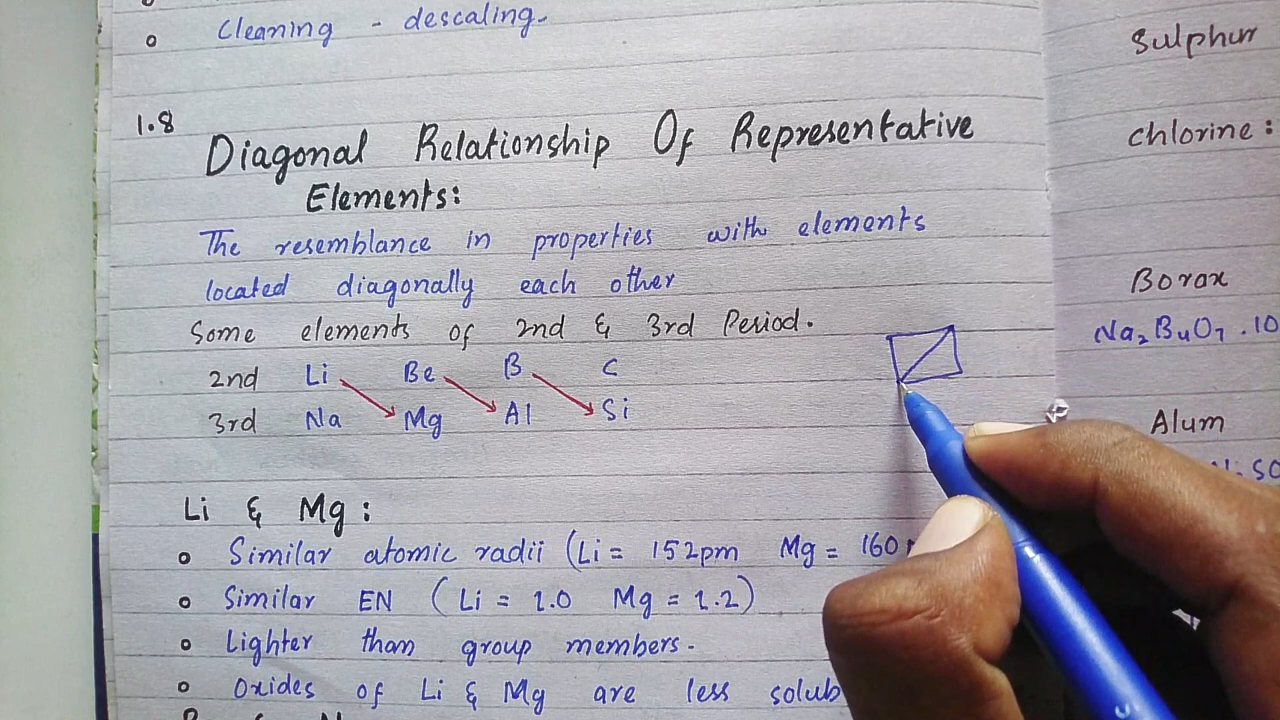 Cleaning - descaling.
1.8
Diagonal Relationship Of Representative
Elements:
The resemblance in properties with elements
located diagonally each other
Some elements of 2nd & 3rd Period.
2nd Li Be B C
3rd Na Mg Al Si
Li & Mg:
Similar atomic radii (Li = 152pm Mg = 160
Similar EN (Li = 1.0 Mg = 1.2)
Lighter than group members.
Oxides of Li & Mg are less solub
Sulphur
chlorine:
Borax
Na₂B₄O₇.10
Alum